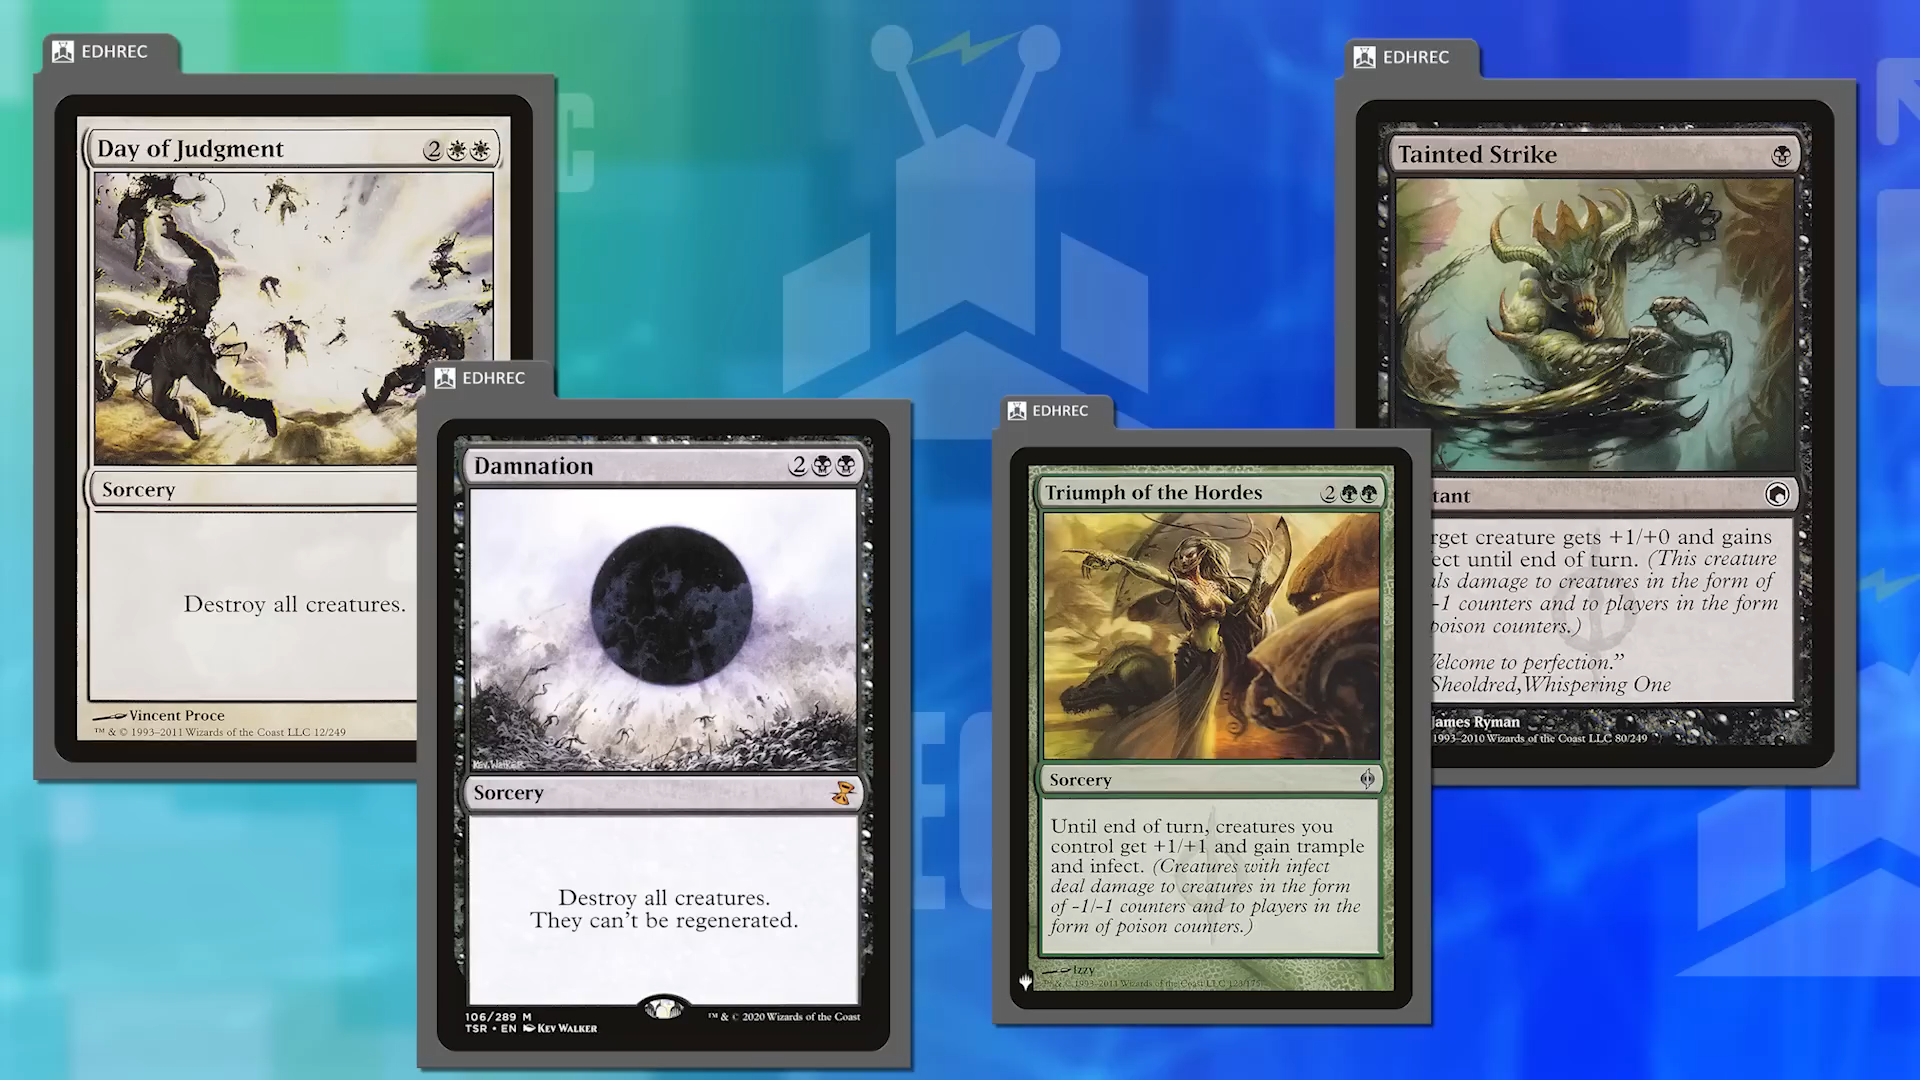 EDHREC
Day of Judgment
2
Sorcery
Destroy all creatures.
Vincent Proce
™ & © 1993–2011 Wizards of the Coast LLC 12/249
EDHREC
Damnation
2
Kev Walker
Sorcery
Destroy all creatures.
They can't be regenerated.
106/289 M
TSR • EN Kev Walker
™ & © 2020 Wizards of the Coast
EDHREC
Triumph of the Hordes
2
Sorcery
Until end of turn, creatures you
control get +1/+1 and gain trample
and infect. (Creatures with infect
deal damage to creatures in the form
of -1/-1 counters and to players in the
form of poison counters.)
Izzy
EDHREC
Tainted Strike
tant
rget creature gets +1/+0 and gains
ect until end of turn. (This creature
ls damage to creatures in the form of
-1 counters and to players in the form
poison counters.)
elcome to perfection.”
Sheoldred, Whispering One
James Ryman
1993–2010 Wizards of the Coast LLC 80/249